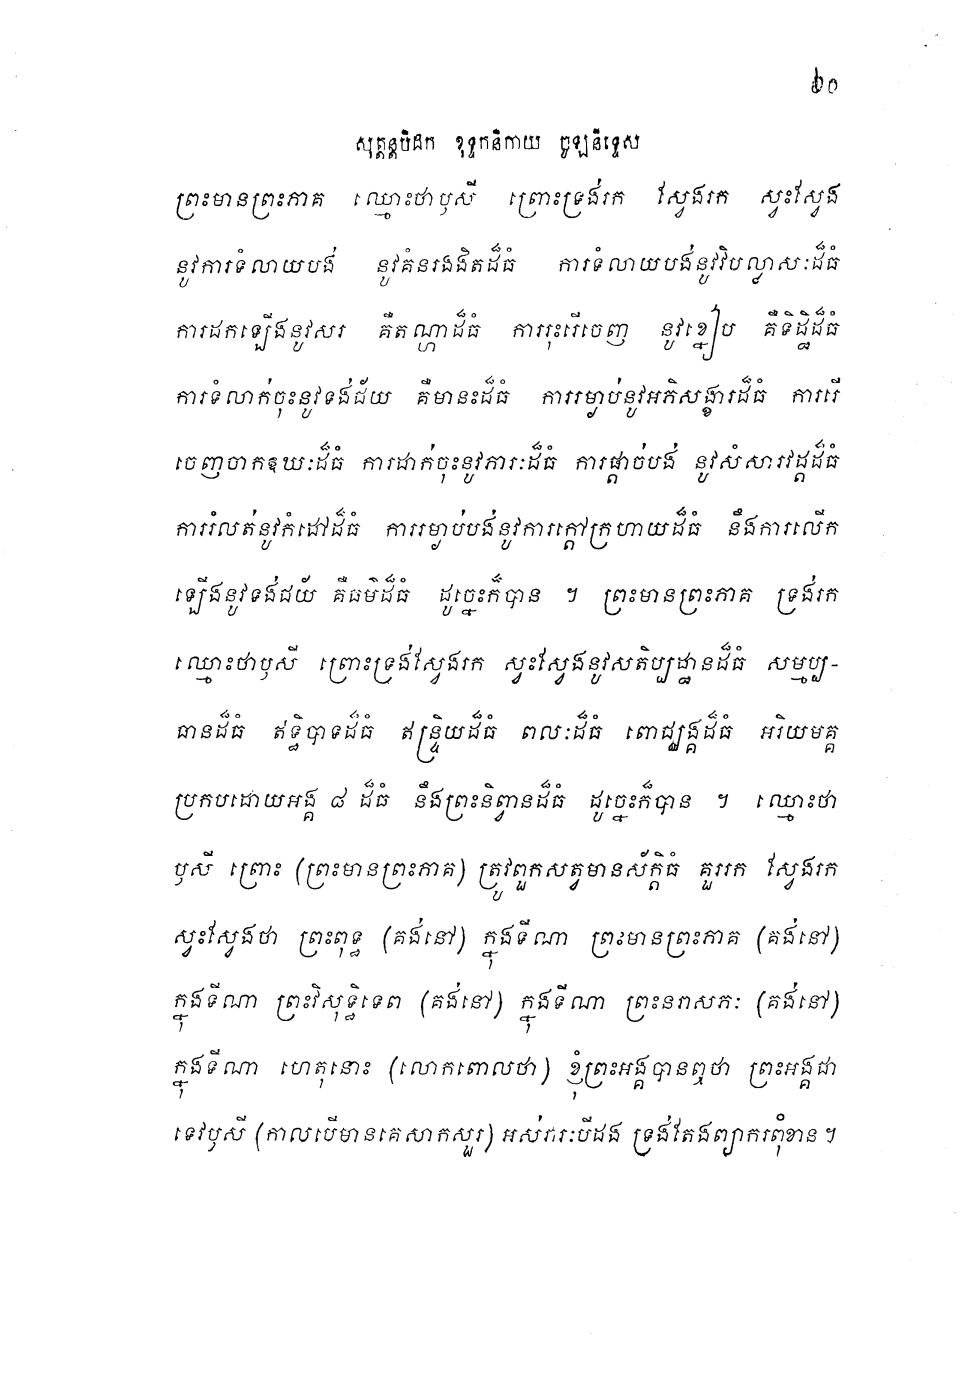 ៦០
សុត្តន្តបិដក ខុទ្ទកនិកាយ ចូឡនិទ្ទេស
ព្រះមានព្រះភាគ ឈ្មោះថាឫសី ព្រោះទ្រង់រក ស្វែងរក ស្វះស្វែង
នូវការទំលាយបង់ នូវគំនរងងឹតដ៏ធំ ការទំលាយបង់នូវវិបល្លាសៈដ៏ធំ
ការដកឡើងនូវសរ គឺតណ្ហាដ៏ធំ ការរុះរើចេញ នូវខ្នៀប គឺទិដ្ឋិដ៏ធំ
ការទំលាក់ចុះនូវទង់ជ័យ គឺមានះដ៏ធំ ការរម្ងាប់នូវអភិសង្ខារដ៏ធំ ការរើ
ចេញចាកឱឃៈដ៏ធំ ការដាក់ចុះនូវភារៈដ៏ធំ ការផ្តាច់បង់ នូវសំសារវដ្តដ៏ធំ
ការរំលត់នូវកំដៅដ៏ធំ ការរម្ងាប់បង់នូវការក្តៅក្រហាយដ៏ធំ និងការលើក
ឡើងនូវទង់ជយ័ គឺធម៌ដ៏ធំ ដូច្នេះក៏បាន ។ ព្រះមានព្រះភាគ ទ្រង់រក
ឈ្មោះថាឫសី ព្រោះទ្រង់ស្វែងរក ស្វះស្វែងនូវសតិប្បដ្ឋានដ៏ធំ សម្មប្ប-
ធានដ៏ធំ ឥទ្ធិបាទដ៏ធំ ឥន្ទ្រិយដ៏ធំ ពលៈដ៏ធំ ពោជ្ឈង្គដ៏ធំ អរិយមគ្គ
ប្រកបដោយអង្គ ៨ ដ៏ធំ នឹងព្រះនិព្វានដ៏ធំ ដូច្នេះក៏បាន ។ ឈ្មោះថា
ឫសី ព្រោះ (ព្រះមានព្រះភាគ) ត្រូវពួកសត្វមានស័ក្តិធំ គួររក ស្វែងរក
ស្វះស្វែងថា ព្រះពុទ្ធ (គង់នៅ) ក្នុងទីណា ព្រះមានព្រះភាគ (គង់នៅ)
ក្នុងទីណា ព្រះវិសុទ្ធិទេព (គង់នៅ) ក្នុងទីណា ព្រះនរាសភៈ (គង់នៅ)
ក្នុងទីណា ហេតុនោះ (លោកពោលថា) ខ្ញុំព្រះអង្គបានឮថា ព្រះអង្គជា
ទេវឫសី (កាលបើមានគេសាកសួរ) អស់វារៈបីដង ទ្រង់តែងព្យាករពុំខាន ។